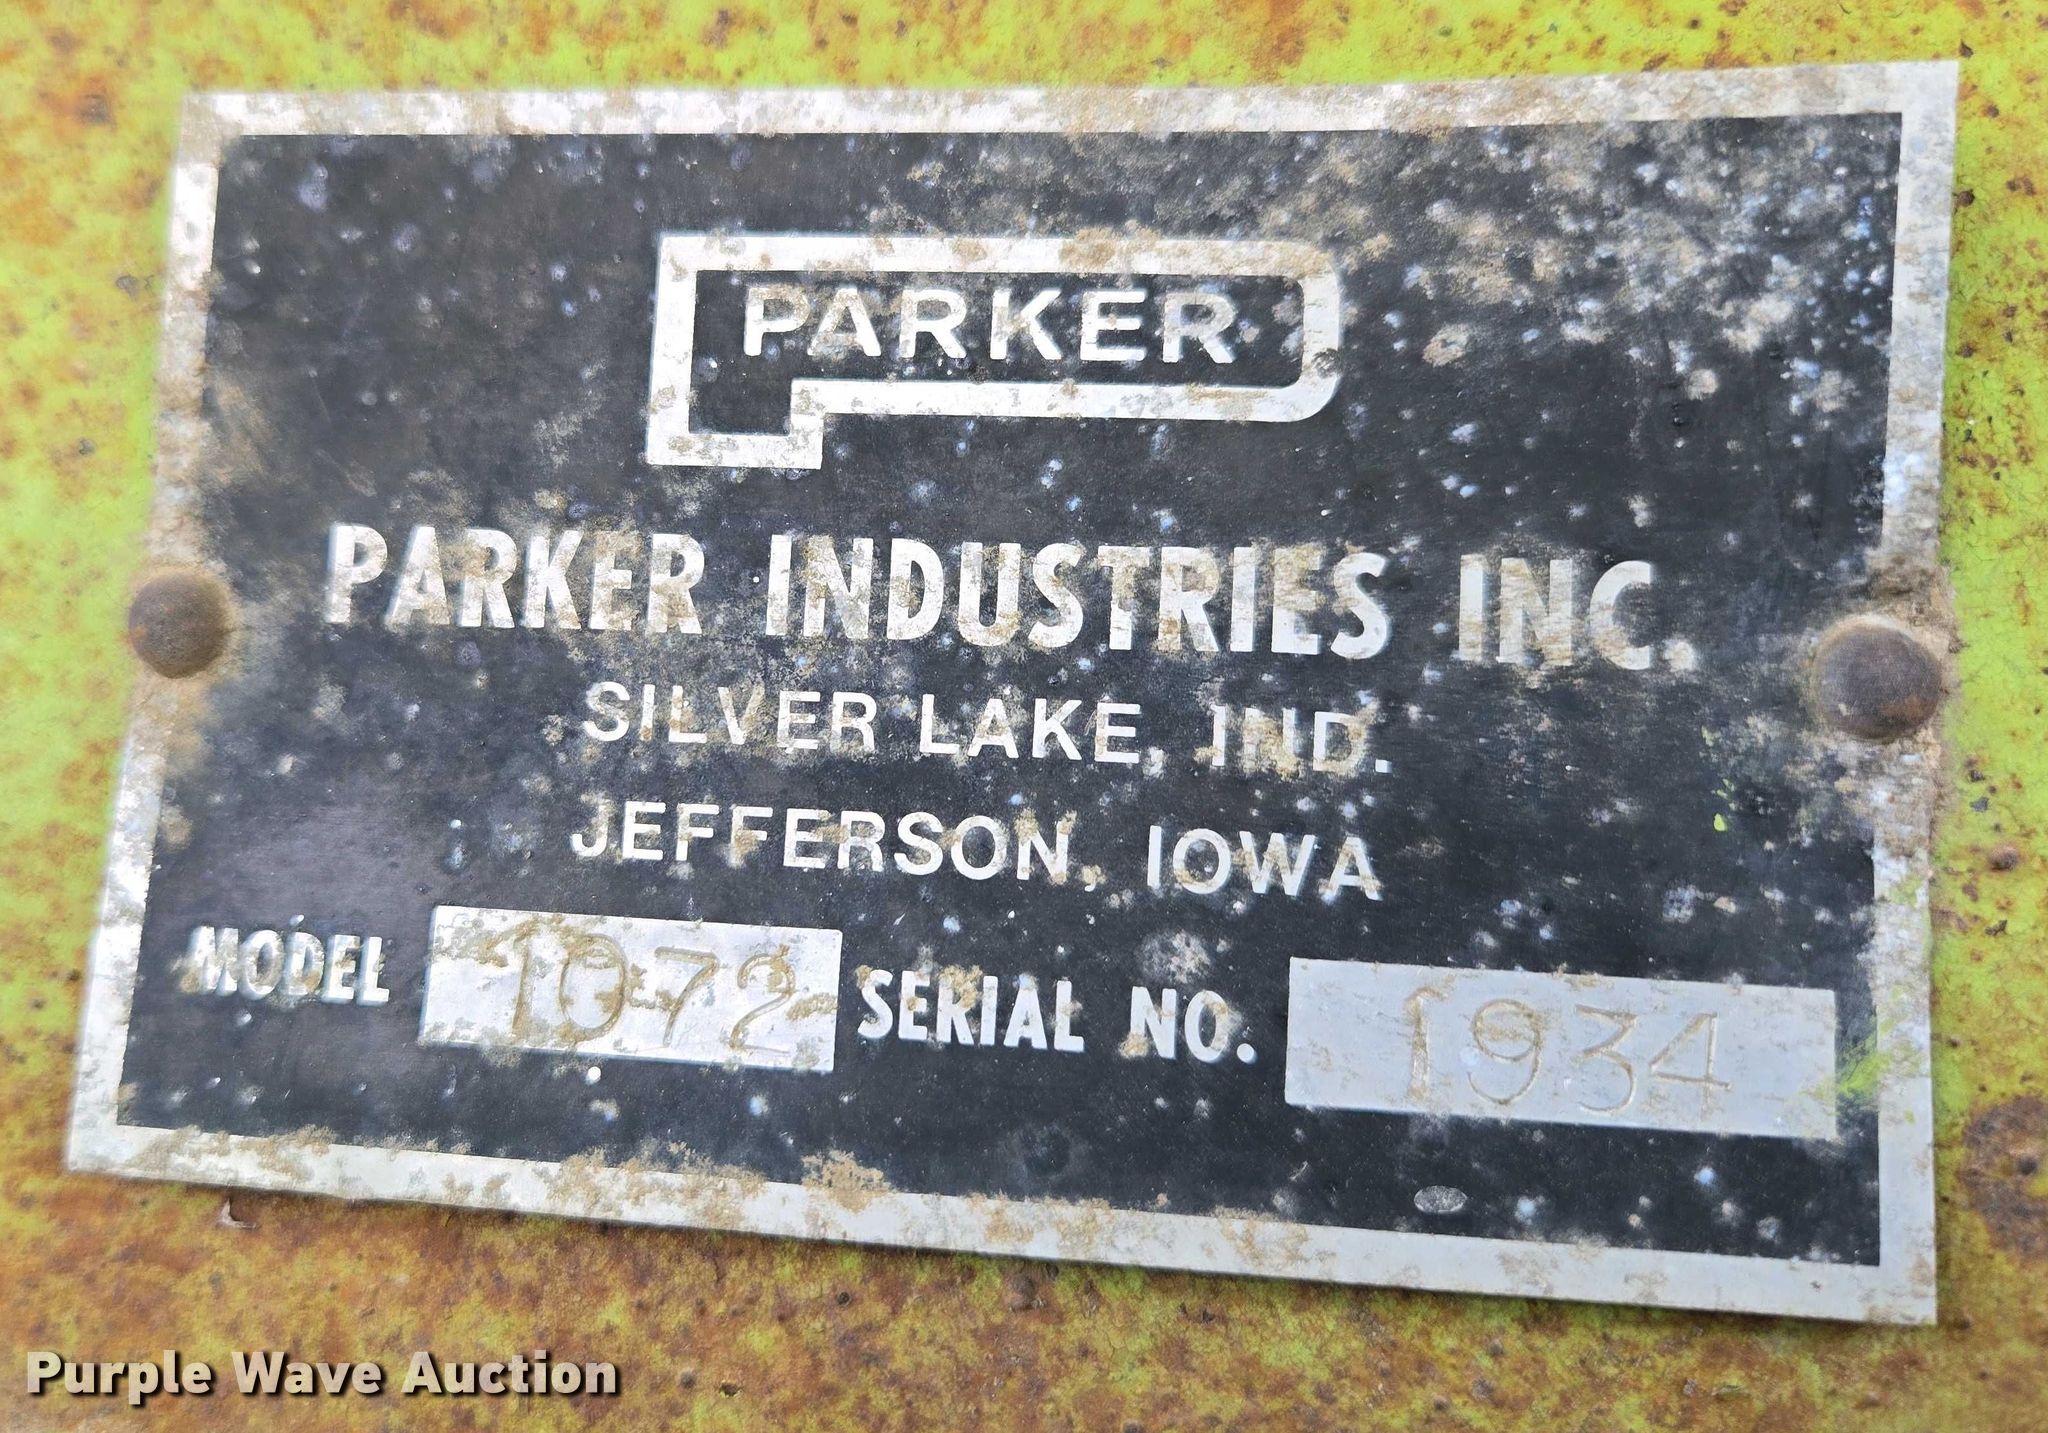 PARKER
PARKER INDUSTRIES INC.
SILVER LAKE, IND.
JEFFERSON, IOWA
MODEL 1072 SERIAL NO. 1934
Purple Wave Auction